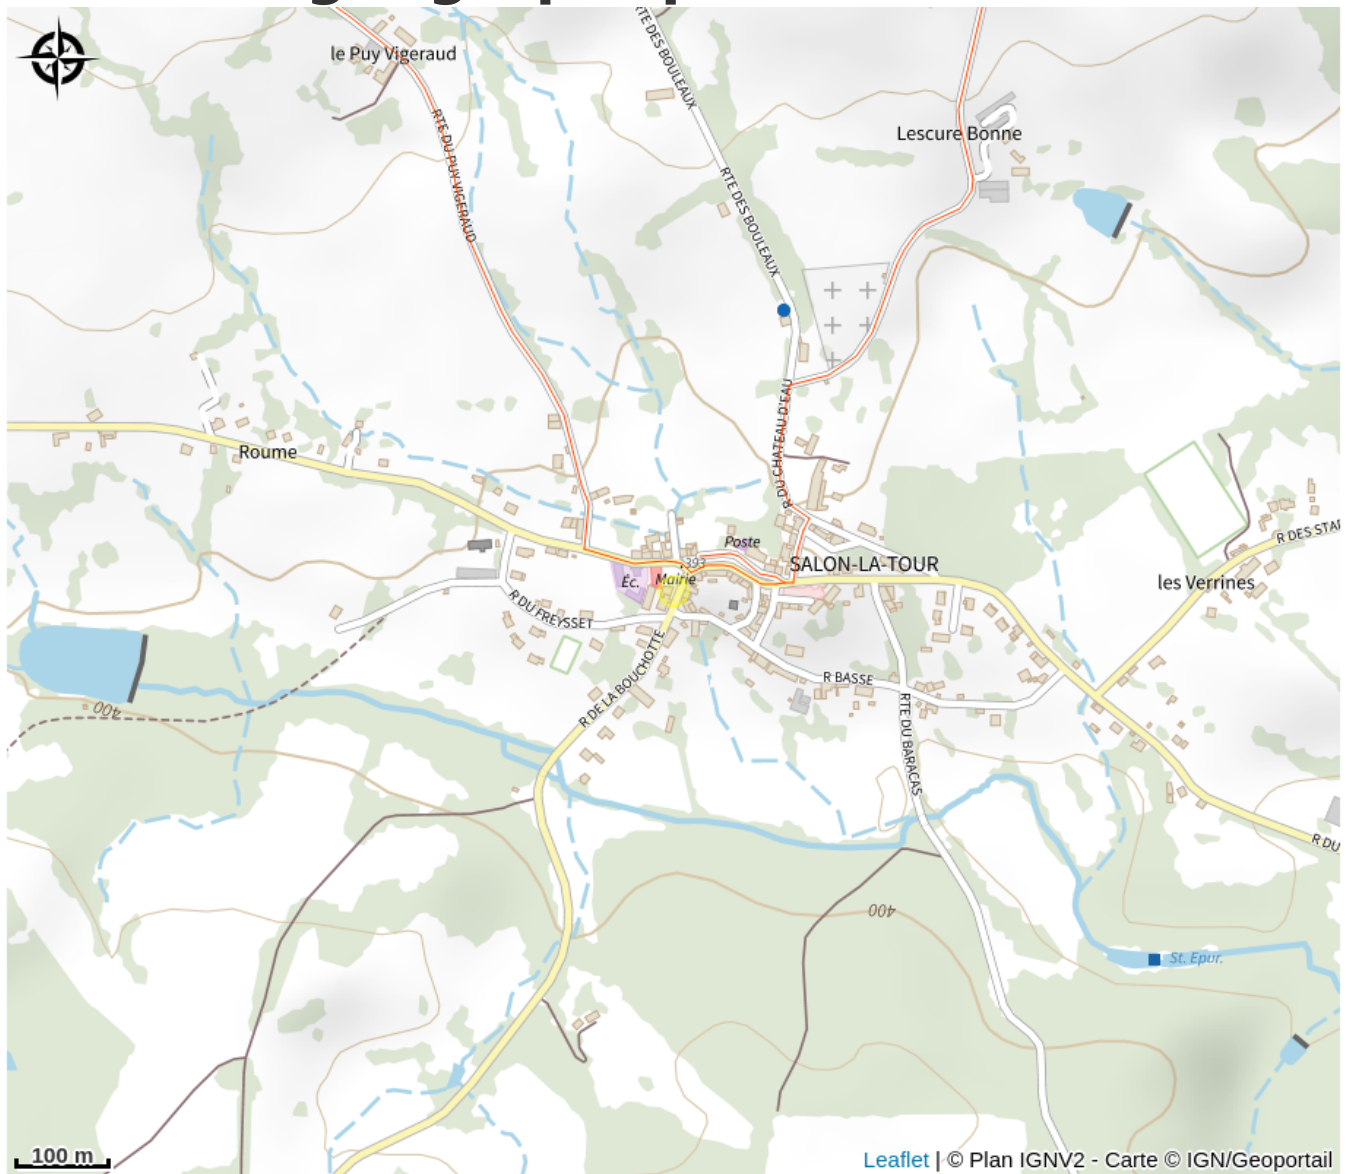 le Puy Vigeraud
RTE DES BOULEAUX
RTE DU PUY VIGERAUD
Lescure Bonne
RTE DES BOULEAUX
R DU CHATEAU D'EAU
Roume
Poste
393
SALON-LA-TOUR
Éc.
Mairie
les Verrines
R DU FREYSSET
R DE LA BOUCHOTTE
R BASSE
RTE DU BARACAS
400
400
R DU
St. Epur.
100 m
Leaflet | © Plan IGNV2 - Carte © IGN/Geoportail